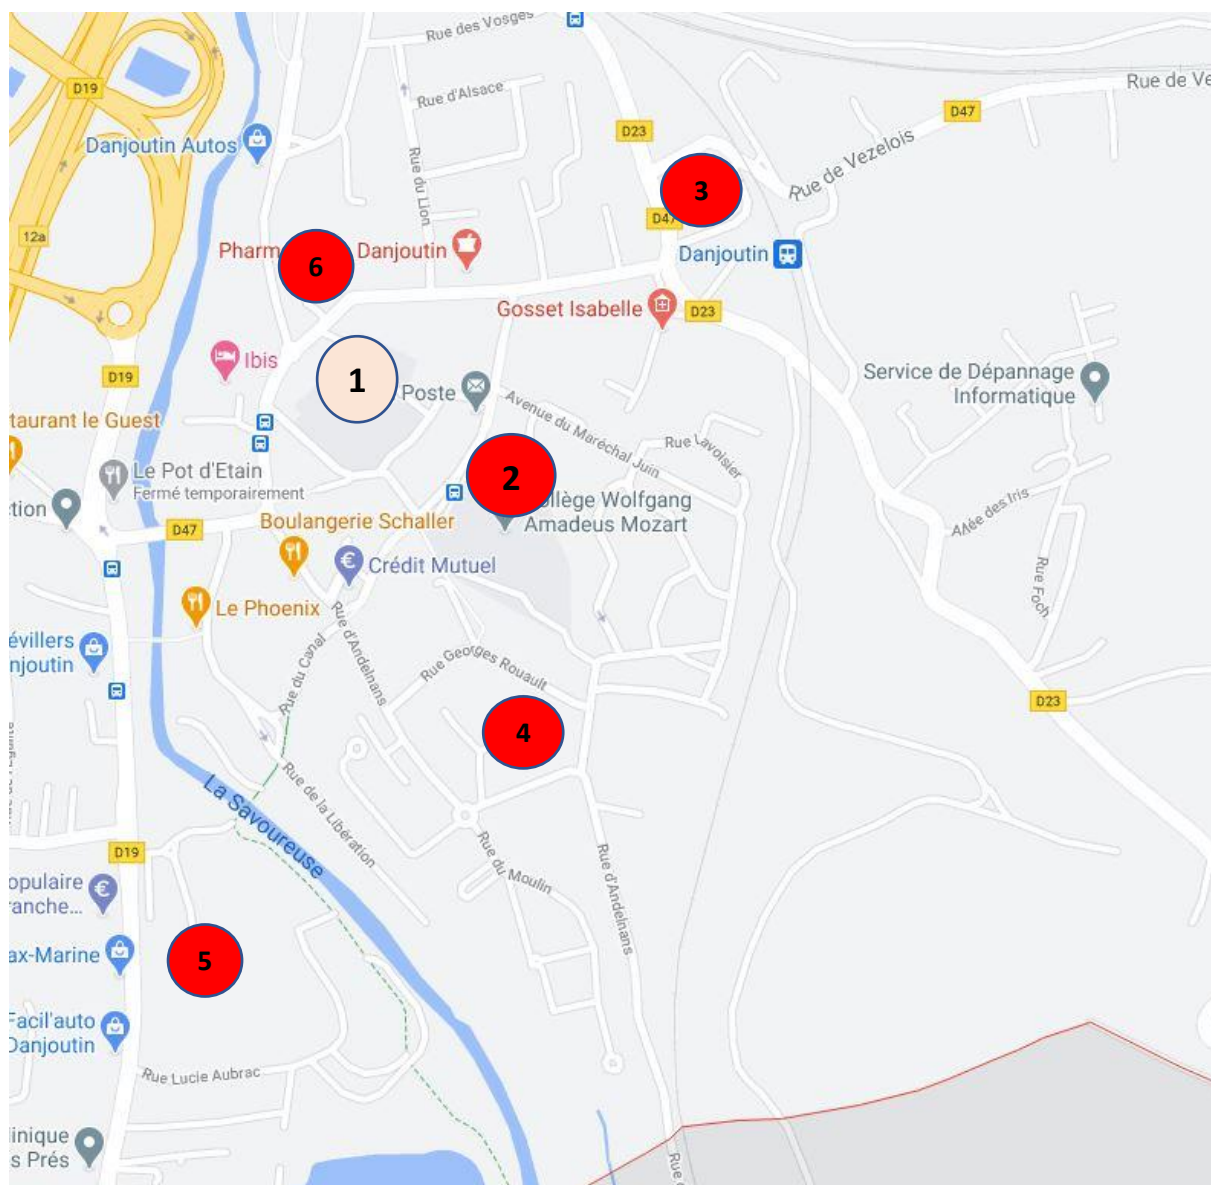 Rue des Vosges
D19
Rue d'Alsace
Rue de Ve
D47
D23
Danjoutin Autos
Rue du Lion
Rue de Vezelois
3
D47
12a
Pharm
Danjoutin
6
Danjoutin
Gosset Isabelle
D23
Ibis
1
D19
Poste
Service de Dépannage
Informatique
taurant le Guest
Avenue du Maréchal Juin
Rue Lavoisier
Le Pot d'Etain
Fermé temporairement
2
ollège Wolfgang
Amadeus Mozart
ction
D47
Boulangerie Schaller
Allée des Iris
Crédit Mutuel
Rue Foch
Le Phoenix
évillers
njoutin
Rue d'Andelnans
Rue du Canal
Rue Georges Rouault
D23
4
Rue de la Libération
La Savoureuse
D19
Rue du Moulin
Rue d'Andelnans
opulaire
ranche...
ax-Marine
5
Facil'auto
Danjoutin
Rue Lucie Aubrac
linique
s Prés
Rue d